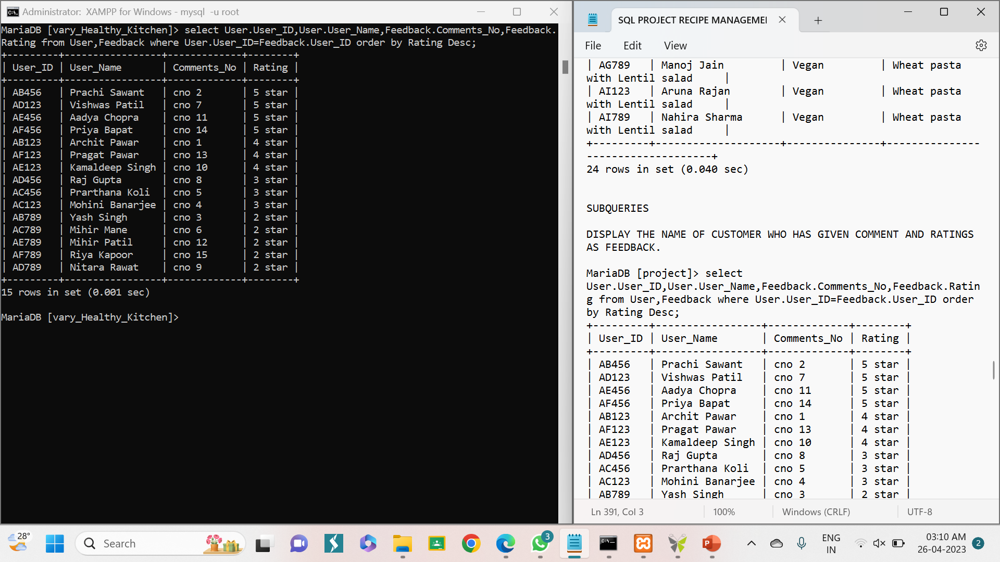 Administrator:  XAMPP for Windows - mysql  -u root
MariaDB [vary_Healthy_Kitchen]> select User.User_ID,User.User_Name,Feedback.Comments_No,Feedback.
Rating from User,Feedback where User.User_ID=Feedback.User_ID order by Rating Desc;
+---------+----------------+-------------+--------+
| User_ID | User_Name       | Comments_No | Rating |
+---------+----------------+-------------+--------+
| AB456   | Prachi Sawant   | cno 2       | 5 star |
| AD123   | Vishwas Patil   | cno 7       | 5 star |
| AE456   | Aadya Chopra    | cno 11      | 5 star |
| AF456   | Priya Bapat     | cno 14      | 5 star |
| AB123   | Archit Pawar    | cno 1       | 4 star |
| AF123   | Pragat Pawar    | cno 13      | 4 star |
| AE123   | Kamaldeep Singh | cno 10      | 4 star |
| AD456   | Raj Gupta       | cno 8       | 3 star |
| AC456   | Prarthana Koli  | cno 5       | 3 star |
| AC123   | Mohini Banarjee | cno 4       | 3 star |
| AB789   | Yash Singh      | cno 3       | 2 star |
| AC789   | Mihir Mane      | cno 6       | 2 star |
| AE789   | Mihir Patil     | cno 12      | 2 star |
| AF789   | Riya Kapoor     | cno 15      | 2 star |
| AD789   | Nitara Rawat    | cno 9       | 2 star |
+---------+----------------+-------------+--------+
15 rows in set (0.001 sec)
MariaDB [vary_Healthy_Kitchen]>
SQL PROJECT RECIPE MANAGEME
File Edit View
| AG789   | Manoj Jain         | Vegan         | Wheat pasta
with Lentil salad     |
| AI123   | Aruna Rajan        | Vegan         | Wheat pasta
with Lentil salad     |
| AI789   | Nahira Sharma      | Vegan         | Wheat pasta
with Lentil salad     |
+---------+--------------------+---------------+---------------
--------------------+
24 rows in set (0.040 sec)
SUBQUERIES
DISPLAY THE NAME OF CUSTOMER WHO HAS GIVEN COMMENT AND RATINGS
AS FEEDBACK.
MariaDB [project]> select
User.User_ID,User.User_Name,Feedback.Comments_No,Feedback.Ratin
g from User,Feedback where User.User_ID=Feedback.User_ID order
by Rating Desc;
+---------+-----------------+-------------+--------+
| User_ID | User_Name       | Comments_No | Rating |
+---------+-----------------+-------------+--------+
| AB456   | Prachi Sawant   | cno 2       | 5 star |
| AD123   | Vishwas Patil   | cno 7       | 5 star |
| AE456   | Aadya Chopra    | cno 11      | 5 star |
| AF456   | Priya Bapat     | cno 14      | 5 star |
| AB123   | Archit Pawar    | cno 1       | 4 star |
| AF123   | Pragat Pawar    | cno 13      | 4 star |
| AE123   | Kamaldeep Singh | cno 10      | 4 star |
| AD456   | Raj Gupta       | cno 8       | 3 star |
| AC456   | Prarthana Koli  | cno 5       | 3 star |
| AC123   | Mohini Banarjee | cno 4       | 3 star |
| AB789   | Yash Singh      | cno 3       | 2 star |
Ln 391, Col 3 100% Windows (CRLF) UTF-8
28° Search 3 ENG 03:10 AM
IN 26-04-2023 2